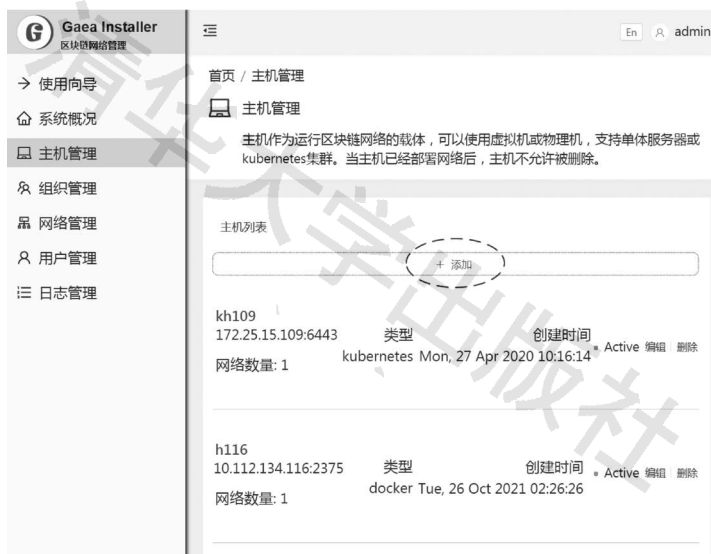 Gaea Installer
区块链网络管理
En admin
使用向导
系统概况
主机管理
组织管理
网络管理
用户管理
日志管理
首页 / 主机管理
主机管理
主机作为运行区块链网络的载体，可以使用虚拟机或物理机，支持单体服务器或
kubernetes集群。当主机已经部署网络后，主机不允许被删除。
主机列表
+ 添加
kh109
172.25.15.109:6443 类型 创建时间
Active 编辑 删除
kubernetes Mon, 27 Apr 2020 10:16:14
网络数量: 1
h116
10.112.134.116:2375 类型 创建时间
Active 编辑 删除
docker Tue, 26 Oct 2021 02:26:26
网络数量: 1
清华大学出版社